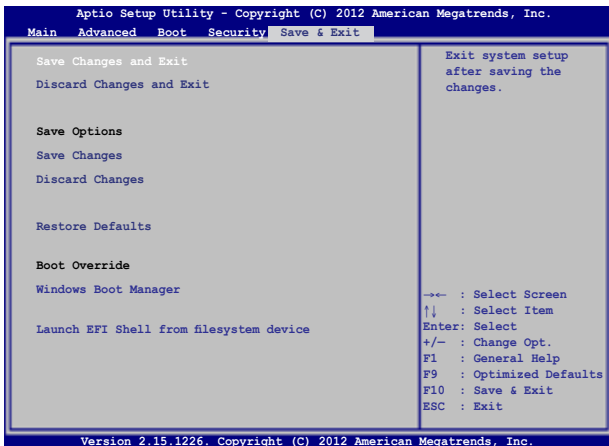 Aptio Setup Utility - Copyright (C) 2012 American Megatrends, Inc.
Main Advanced Boot Security Save & Exit
Save Changes and Exit
Discard Changes and Exit
Save Options
Save Changes
Discard Changes
Restore Defaults
Boot Override
Windows Boot Manager
Launch EFI Shell from filesystem device
Exit system setup
after saving the
changes.
→← : Select Screen
↑↓ : Select Item
Enter: Select
+/— : Change Opt.
F1 : General Help
F9 : Optimized Defaults
F10 : Save & Exit
ESC : Exit
Version 2.15.1226. Copyright (C) 2012 American Megatrends, Inc.